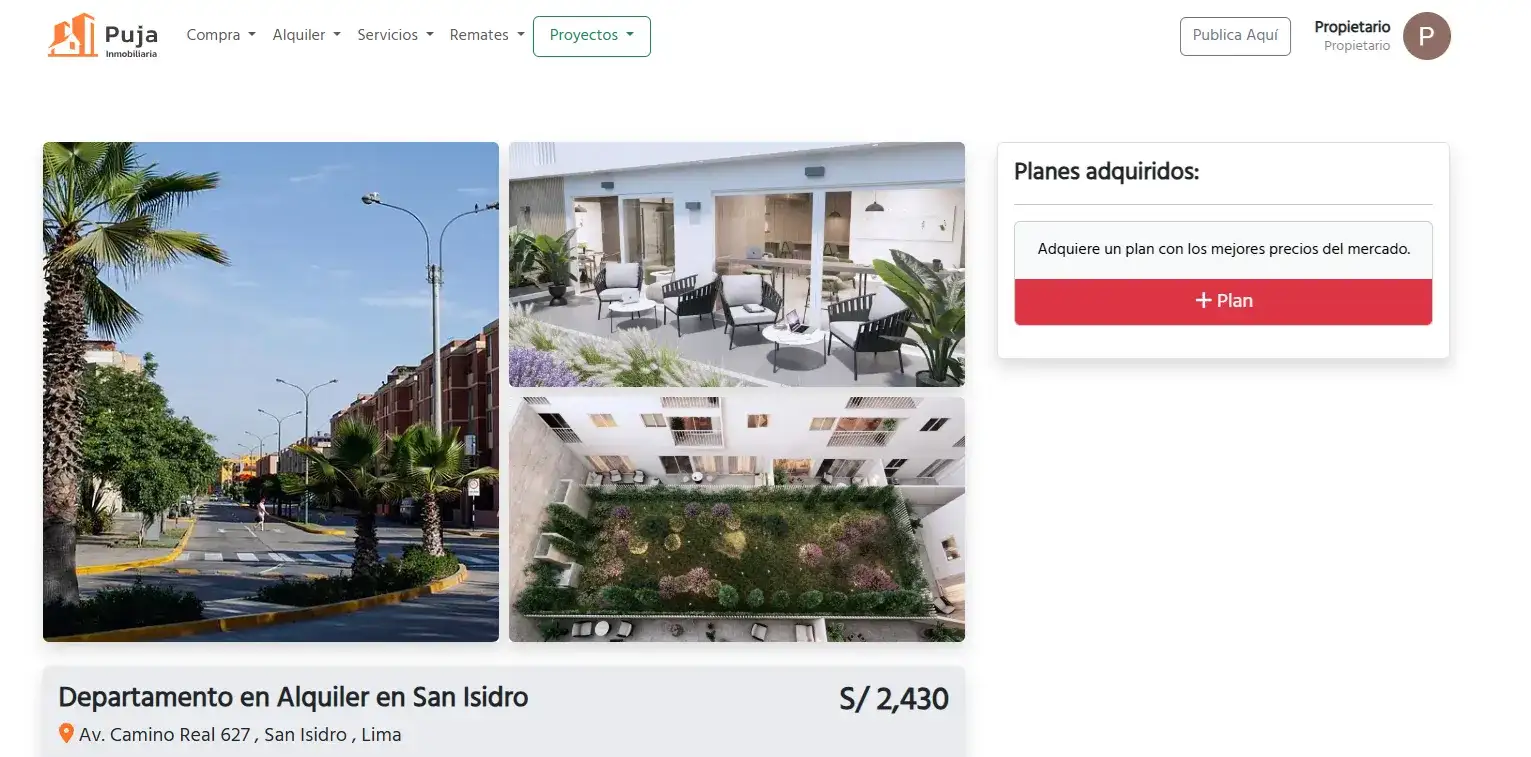 Puja
Inmobiliaria
Compra
Alquiler
Servicios
Remates
Proyectos
Publica Aquí
Propietario
Propietario
P
Planes adquiridos:
Adquiere un plan con los mejores precios del mercado.
+ Plan
Departamento en Alquiler en San Isidro
S/ 2,430
Av. Camino Real 627 , San Isidro , Lima